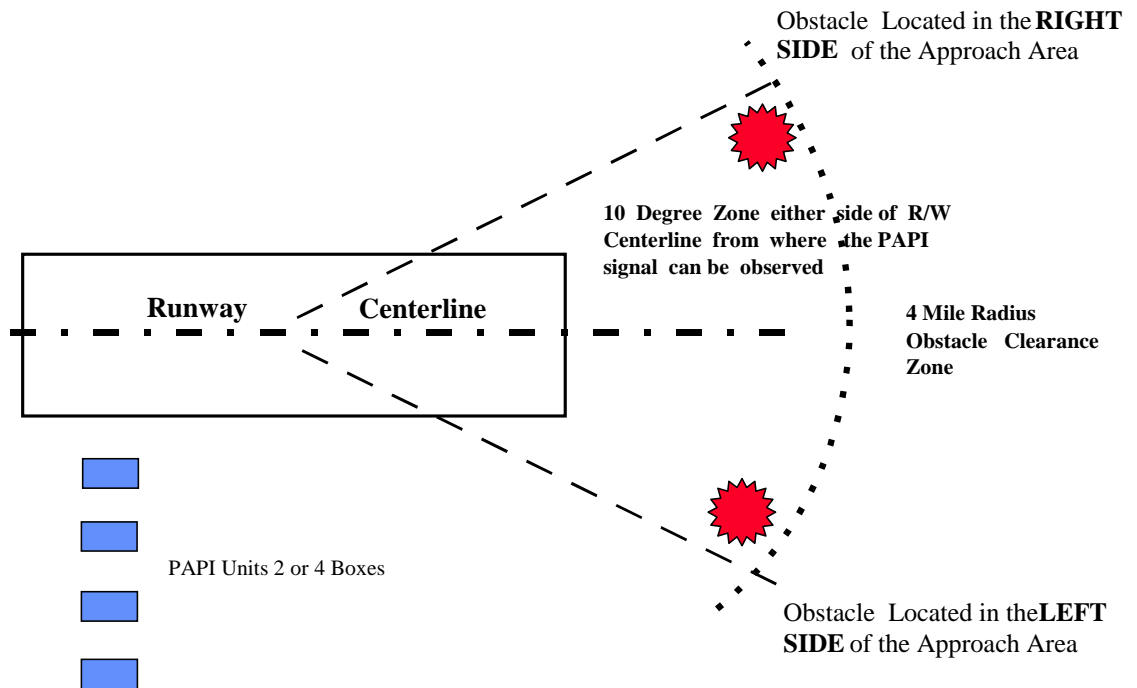 Obstacle Located in the RIGHT
SIDE of the Approach Area
10 Degree Zone either side of R/W
Centerline from where the PAPI
signal can be observed
Runway Centerline
4 Mile Radius
Obstacle Clearance
Zone
PAPI Units 2 or 4 Boxes
Obstacle Located in the LEFT
SIDE of the Approach Area